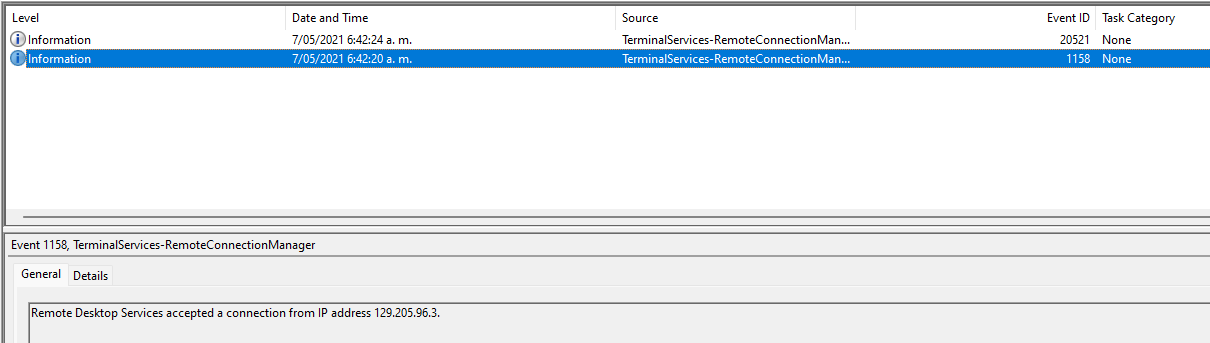 Level Date and Time Source Event ID Task Category
Information 7/05/2021 6:42:24 a. m. TerminalServices-RemoteConnectionMan... 20521 None
Information 7/05/2021 6:42:20 a. m. TerminalServices-RemoteConnectionMan... 1158 None
Event 1158, TerminalServices-RemoteConnectionManager
General Details
Remote Desktop Services accepted a connection from IP address 129.205.96.3.